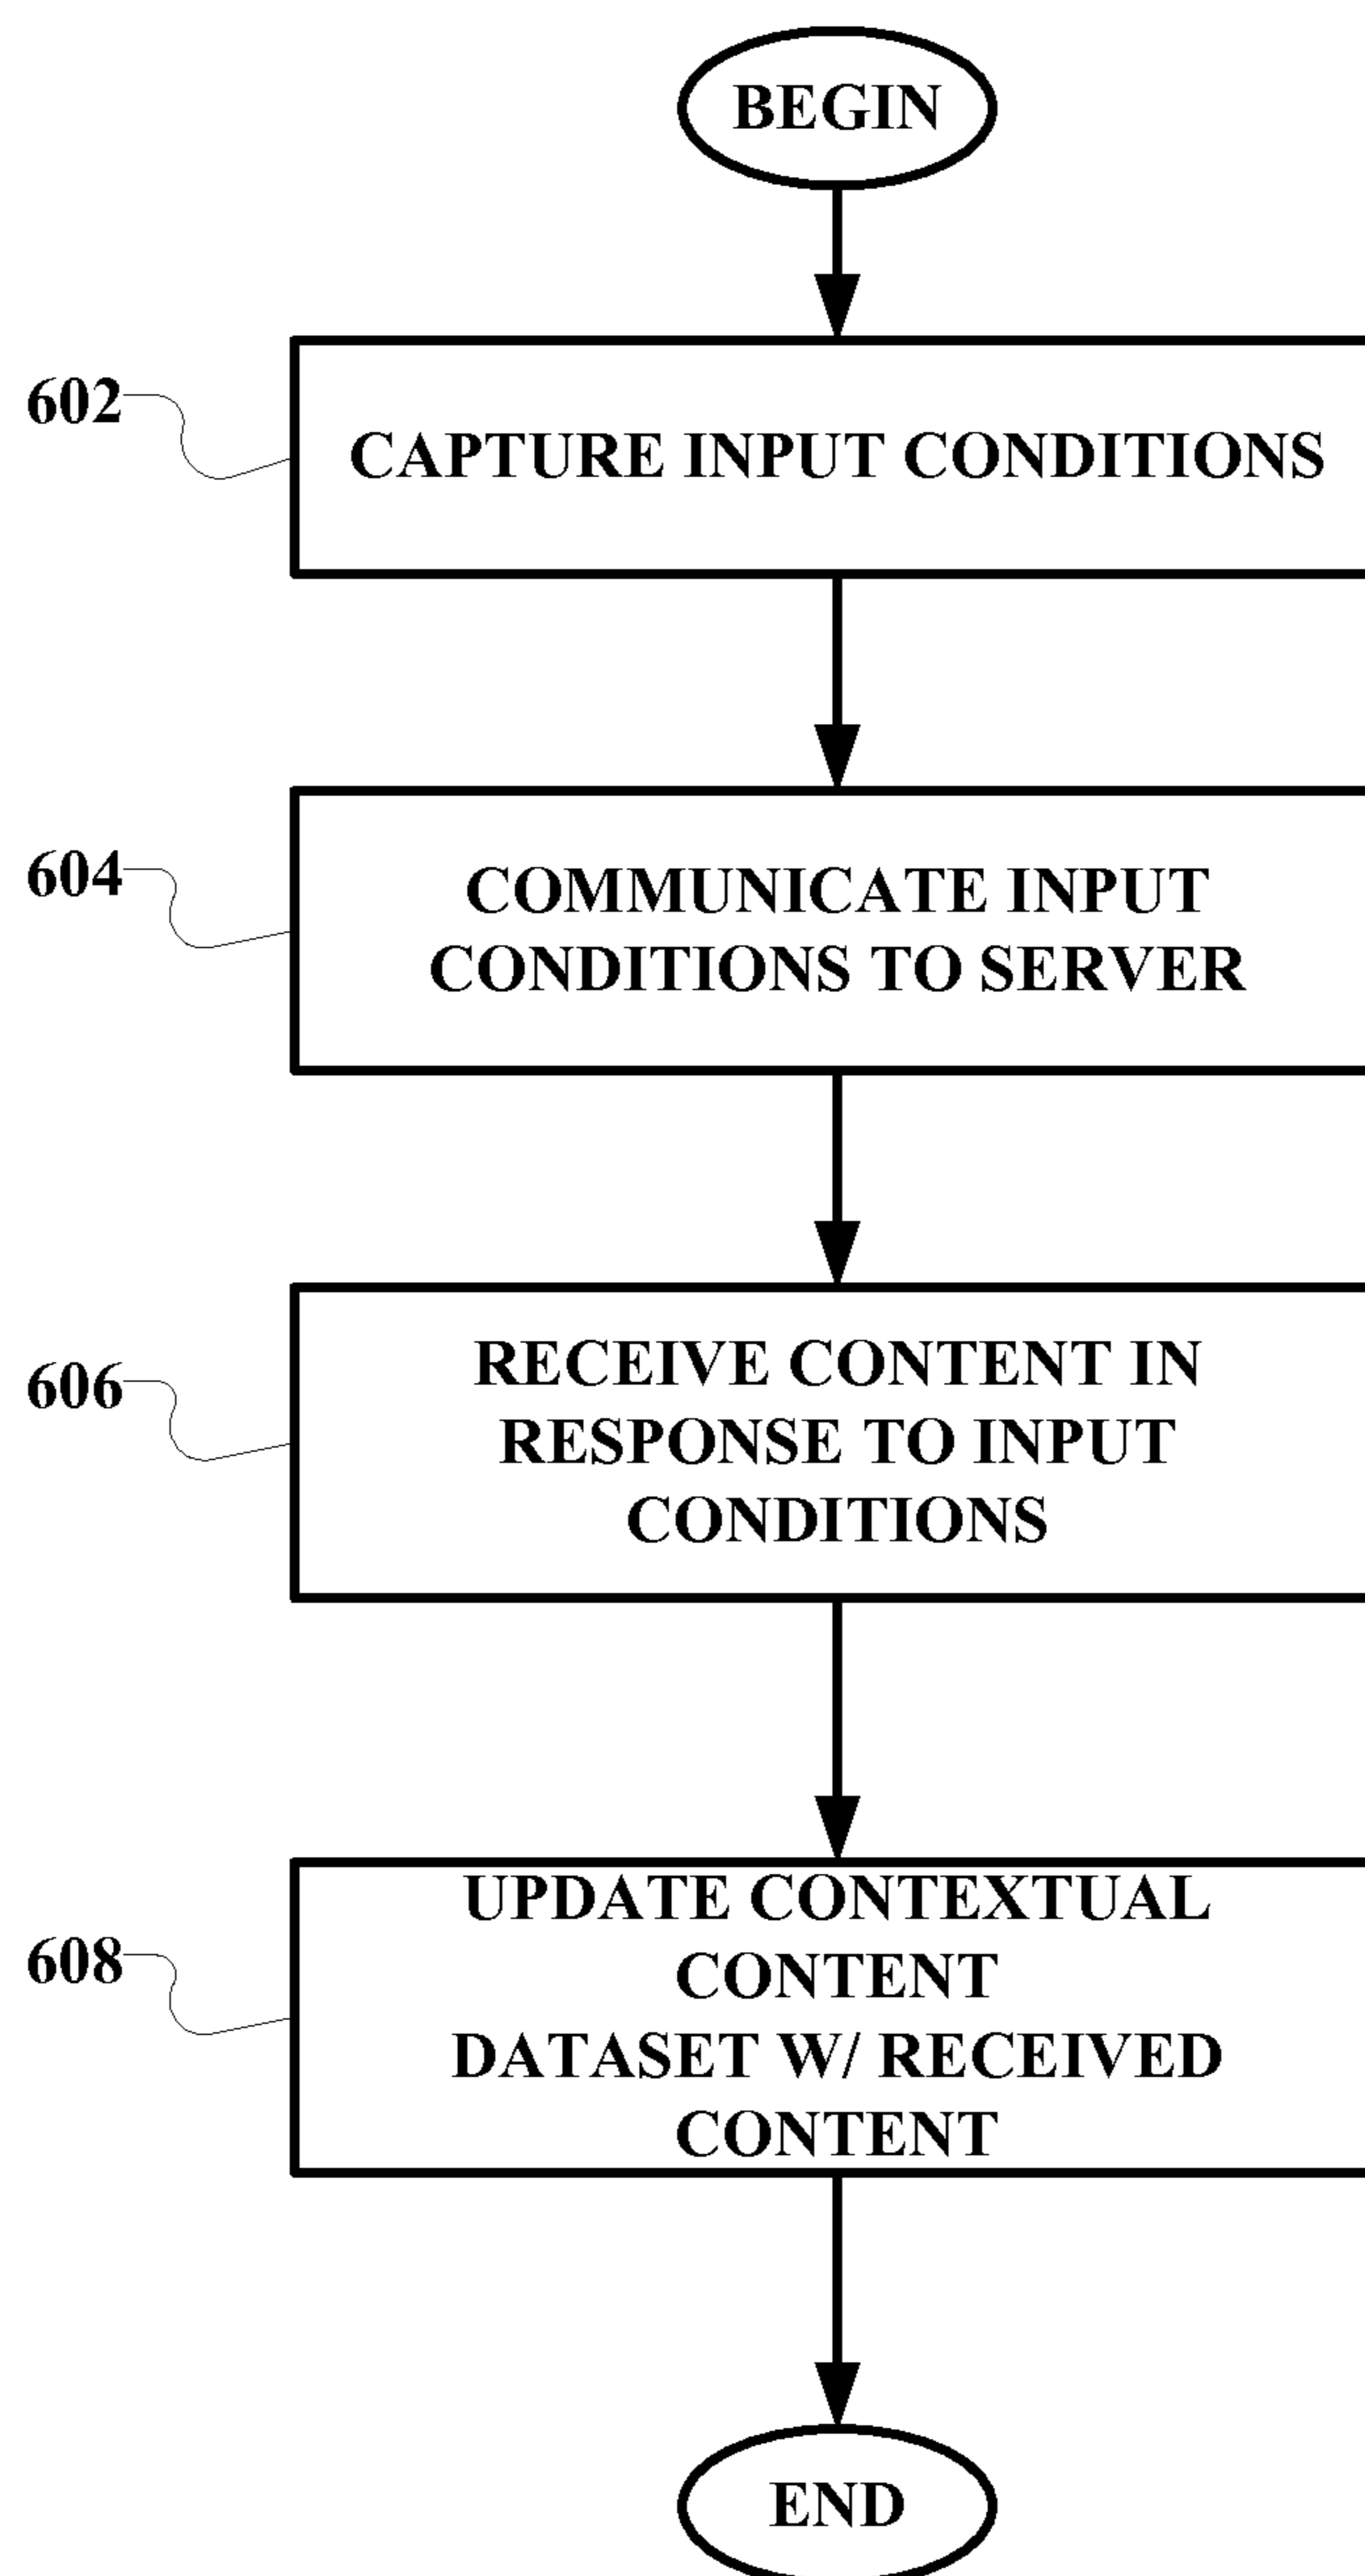 BEGIN
602
CAPTURE INPUT CONDITIONS
604
COMMUNICATE INPUT
CONDITIONS TO SERVER
606
RECEIVE CONTENT IN
RESPONSE TO INPUT
CONDITIONS
608
UPDATE CONTEXTUAL
CONTENT
DATASET W/ RECEIVED
CONTENT
END